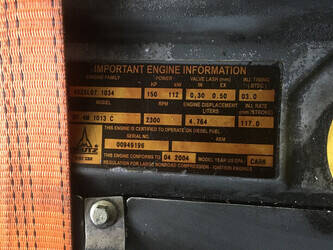 IMPORTANT ENGINE INFORMATION
ENGINE FAMILY POWER VALVE LASH (mm) INJ. TIMING
HP kW IN EX (°BTDC)
4DZXL07.1034 150 112 0,30 0.50 03.0
MODEL RPM ENGINE DISPLACEMENT INJ. RATE
LITERS (mm³/STROKE)
4M 1013 C 2300 4.764 117.0
THIS ENGINE IS CERTIFIED TO OPERATE ON DIESEL FUEL
SERIAL NO.
00945196
THIS ENGINE CONFORMS TO 04 2004 MODEL YEAR US EPA CARB
REGULATION FOR LARGE NONROAD COMPRESSION - IGNITION ENGINES